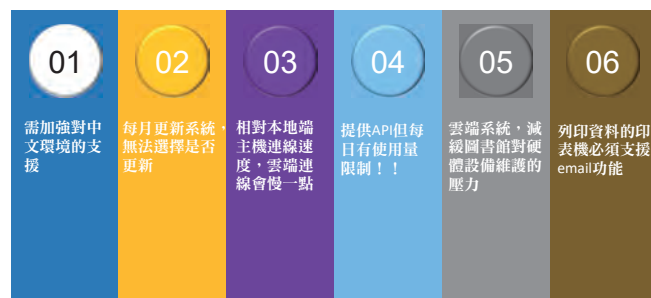 01
需加強對中
文環境的支
援
02
每月更新系統，
無法選擇是否
更新
03
相對本地端
主機連線速
度，雲端連
線會慢一點
04
提供API但每
日有使用量
限制！！
05
雲端系統，減
緩圖書館對硬
體設備維護的
壓力
06
列印資料的印
表機必須支援
email功能